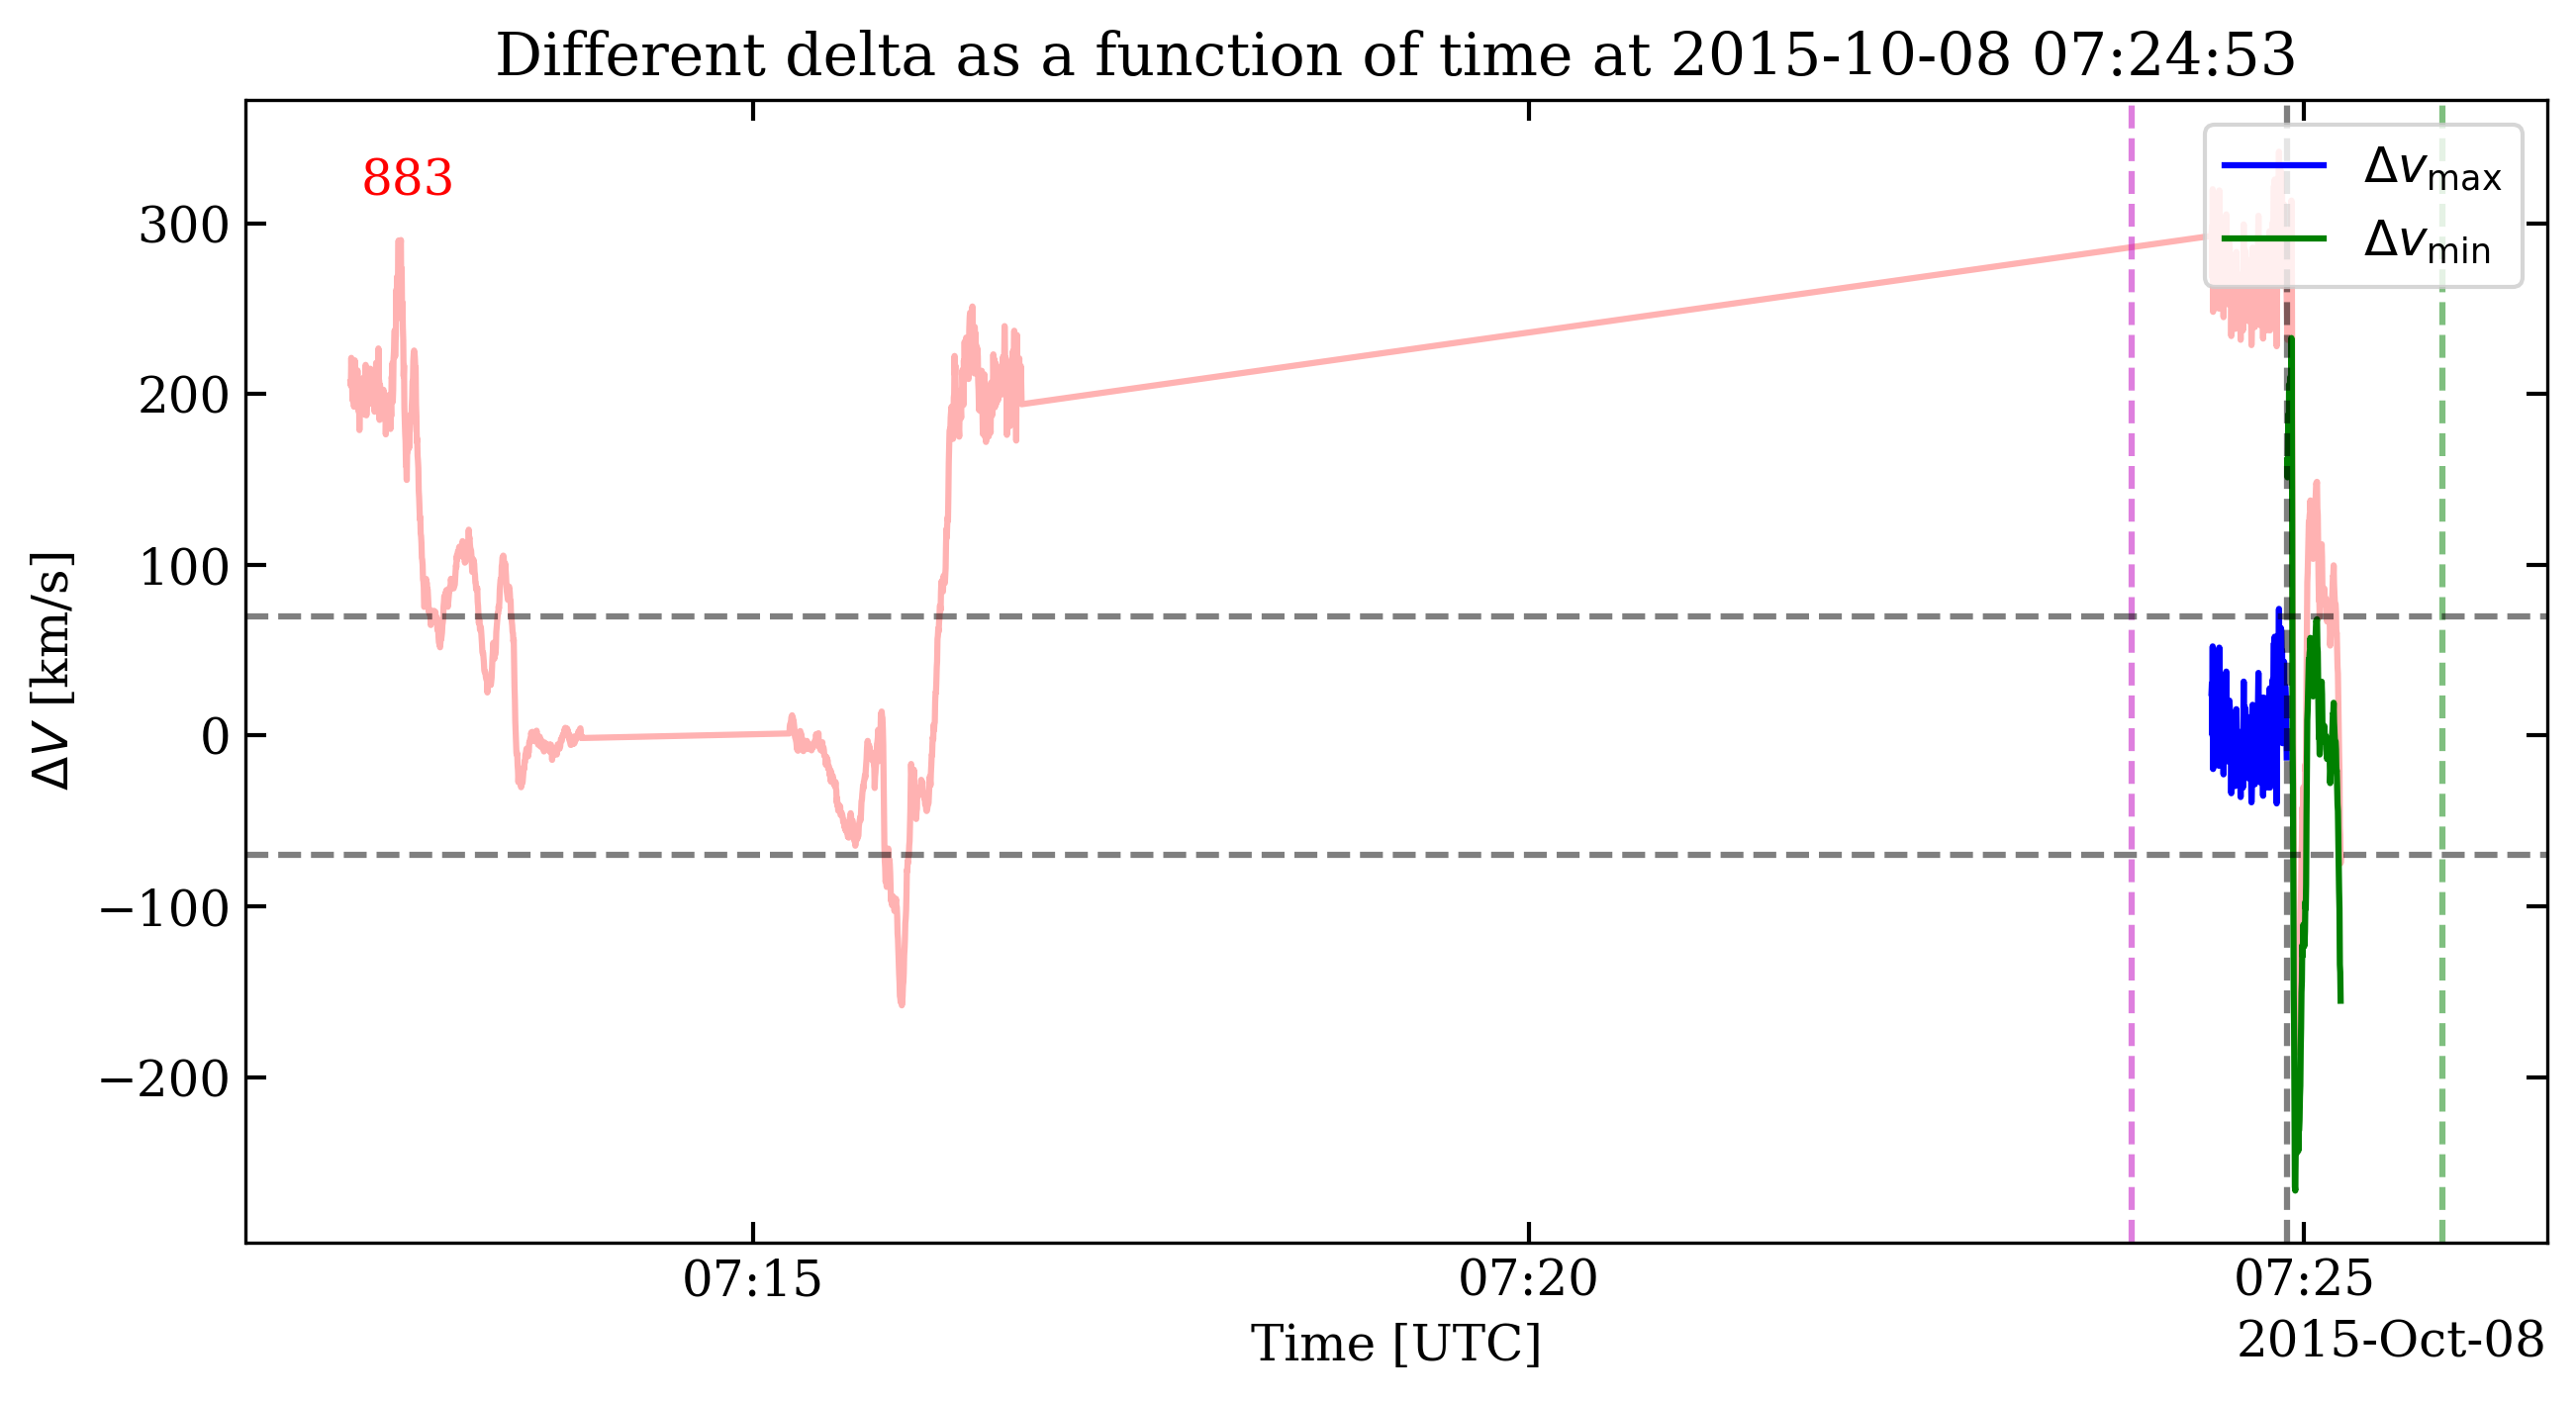 Different delta as a function of time at 2015-10-08 07:24:53
883
Δv_max
Δv_min
300
200
100
0
−100
−200
ΔV [km/s]
07:15 07:20 07:25
2015-Oct-08
Time [UTC]